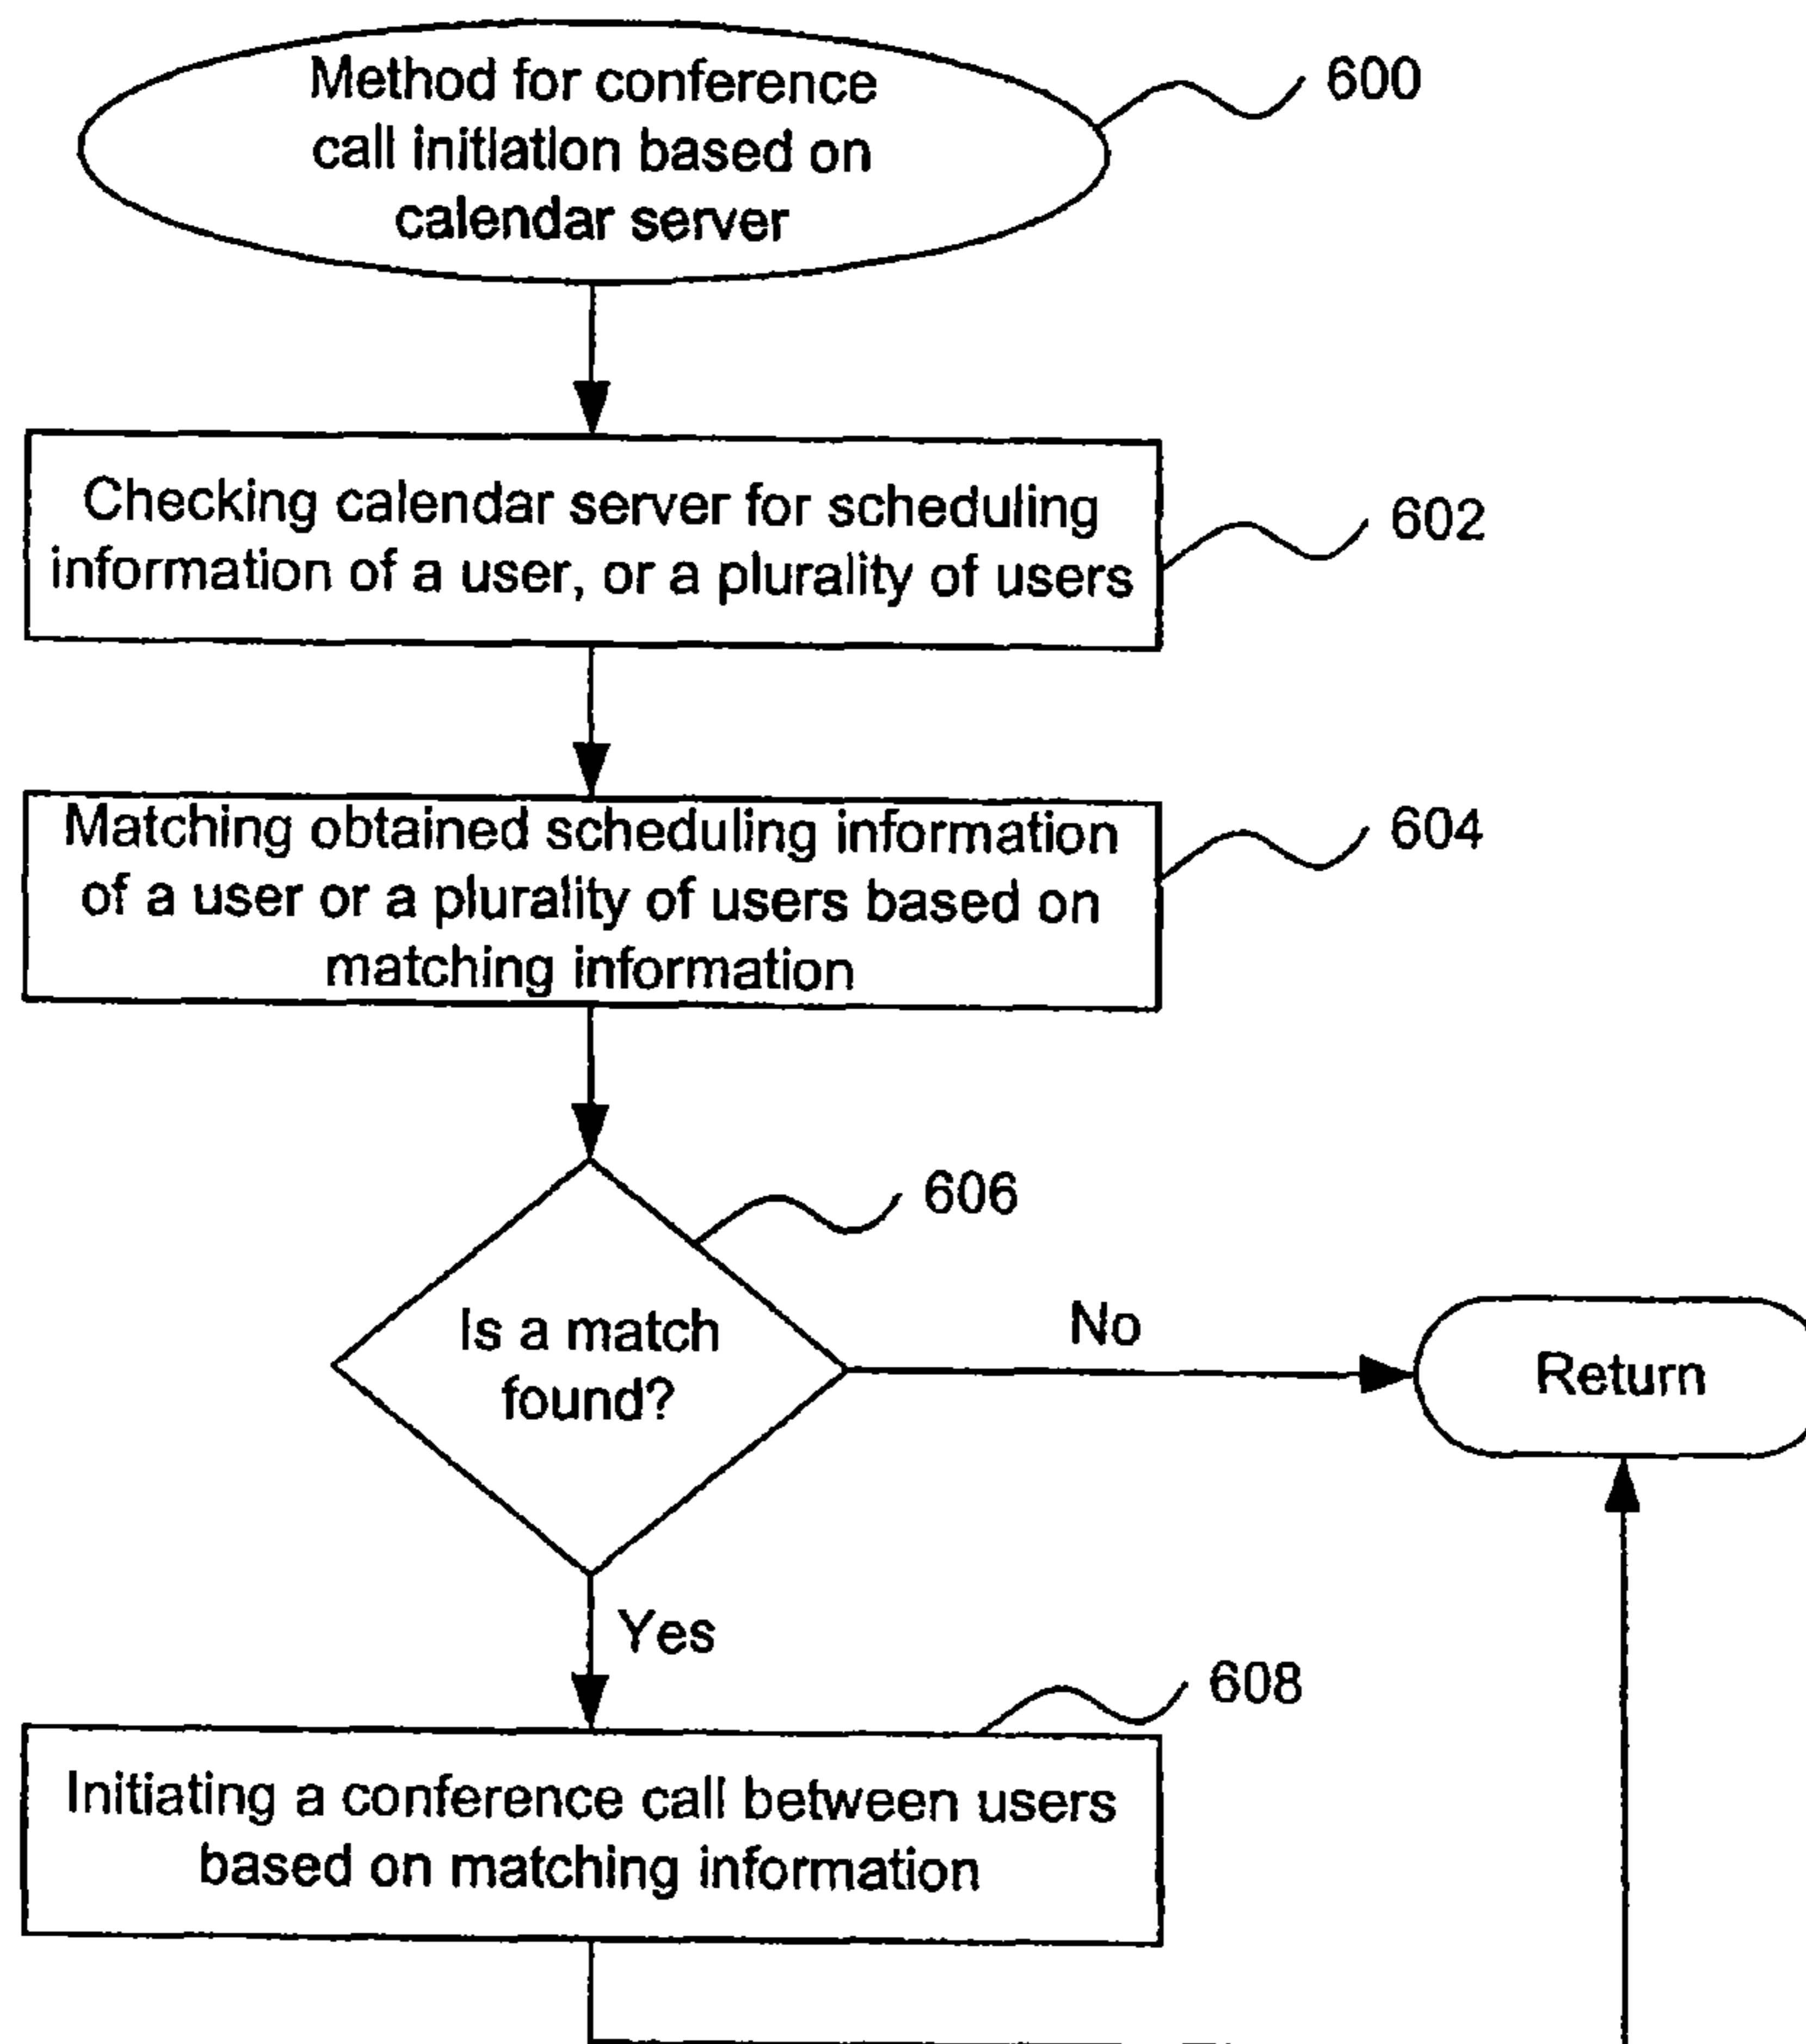 Method for conference
call initiation based on
calendar server
600
Checking calendar server for scheduling
information of a user, or a plurality of users
602
Matching obtained scheduling information
of a user or a plurality of users based on
matching information
604
606
Is a match
found?
No
Return
Yes
608
Initiating a conference call between users
based on matching information